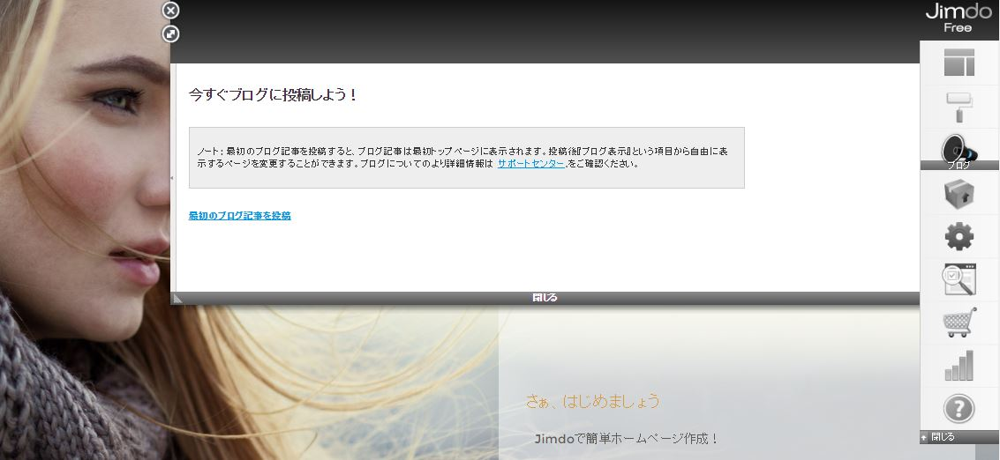 Jimdo
Free
今すぐブログに投稿しよう！
ノート: 最初のブログ記事を投稿すると、ブログ記事は最初トップページに表示されます。投稿後『ブログ表示』という項目から自由に表
示するページを変更することができます。ブログについてのより詳細情報は サポートセンター をご確認ください。
ブログ
最初のブログ記事を投稿
閉じる
さぁ、はじめましょう
Jimdoで簡単ホームページ作成！
閉じる